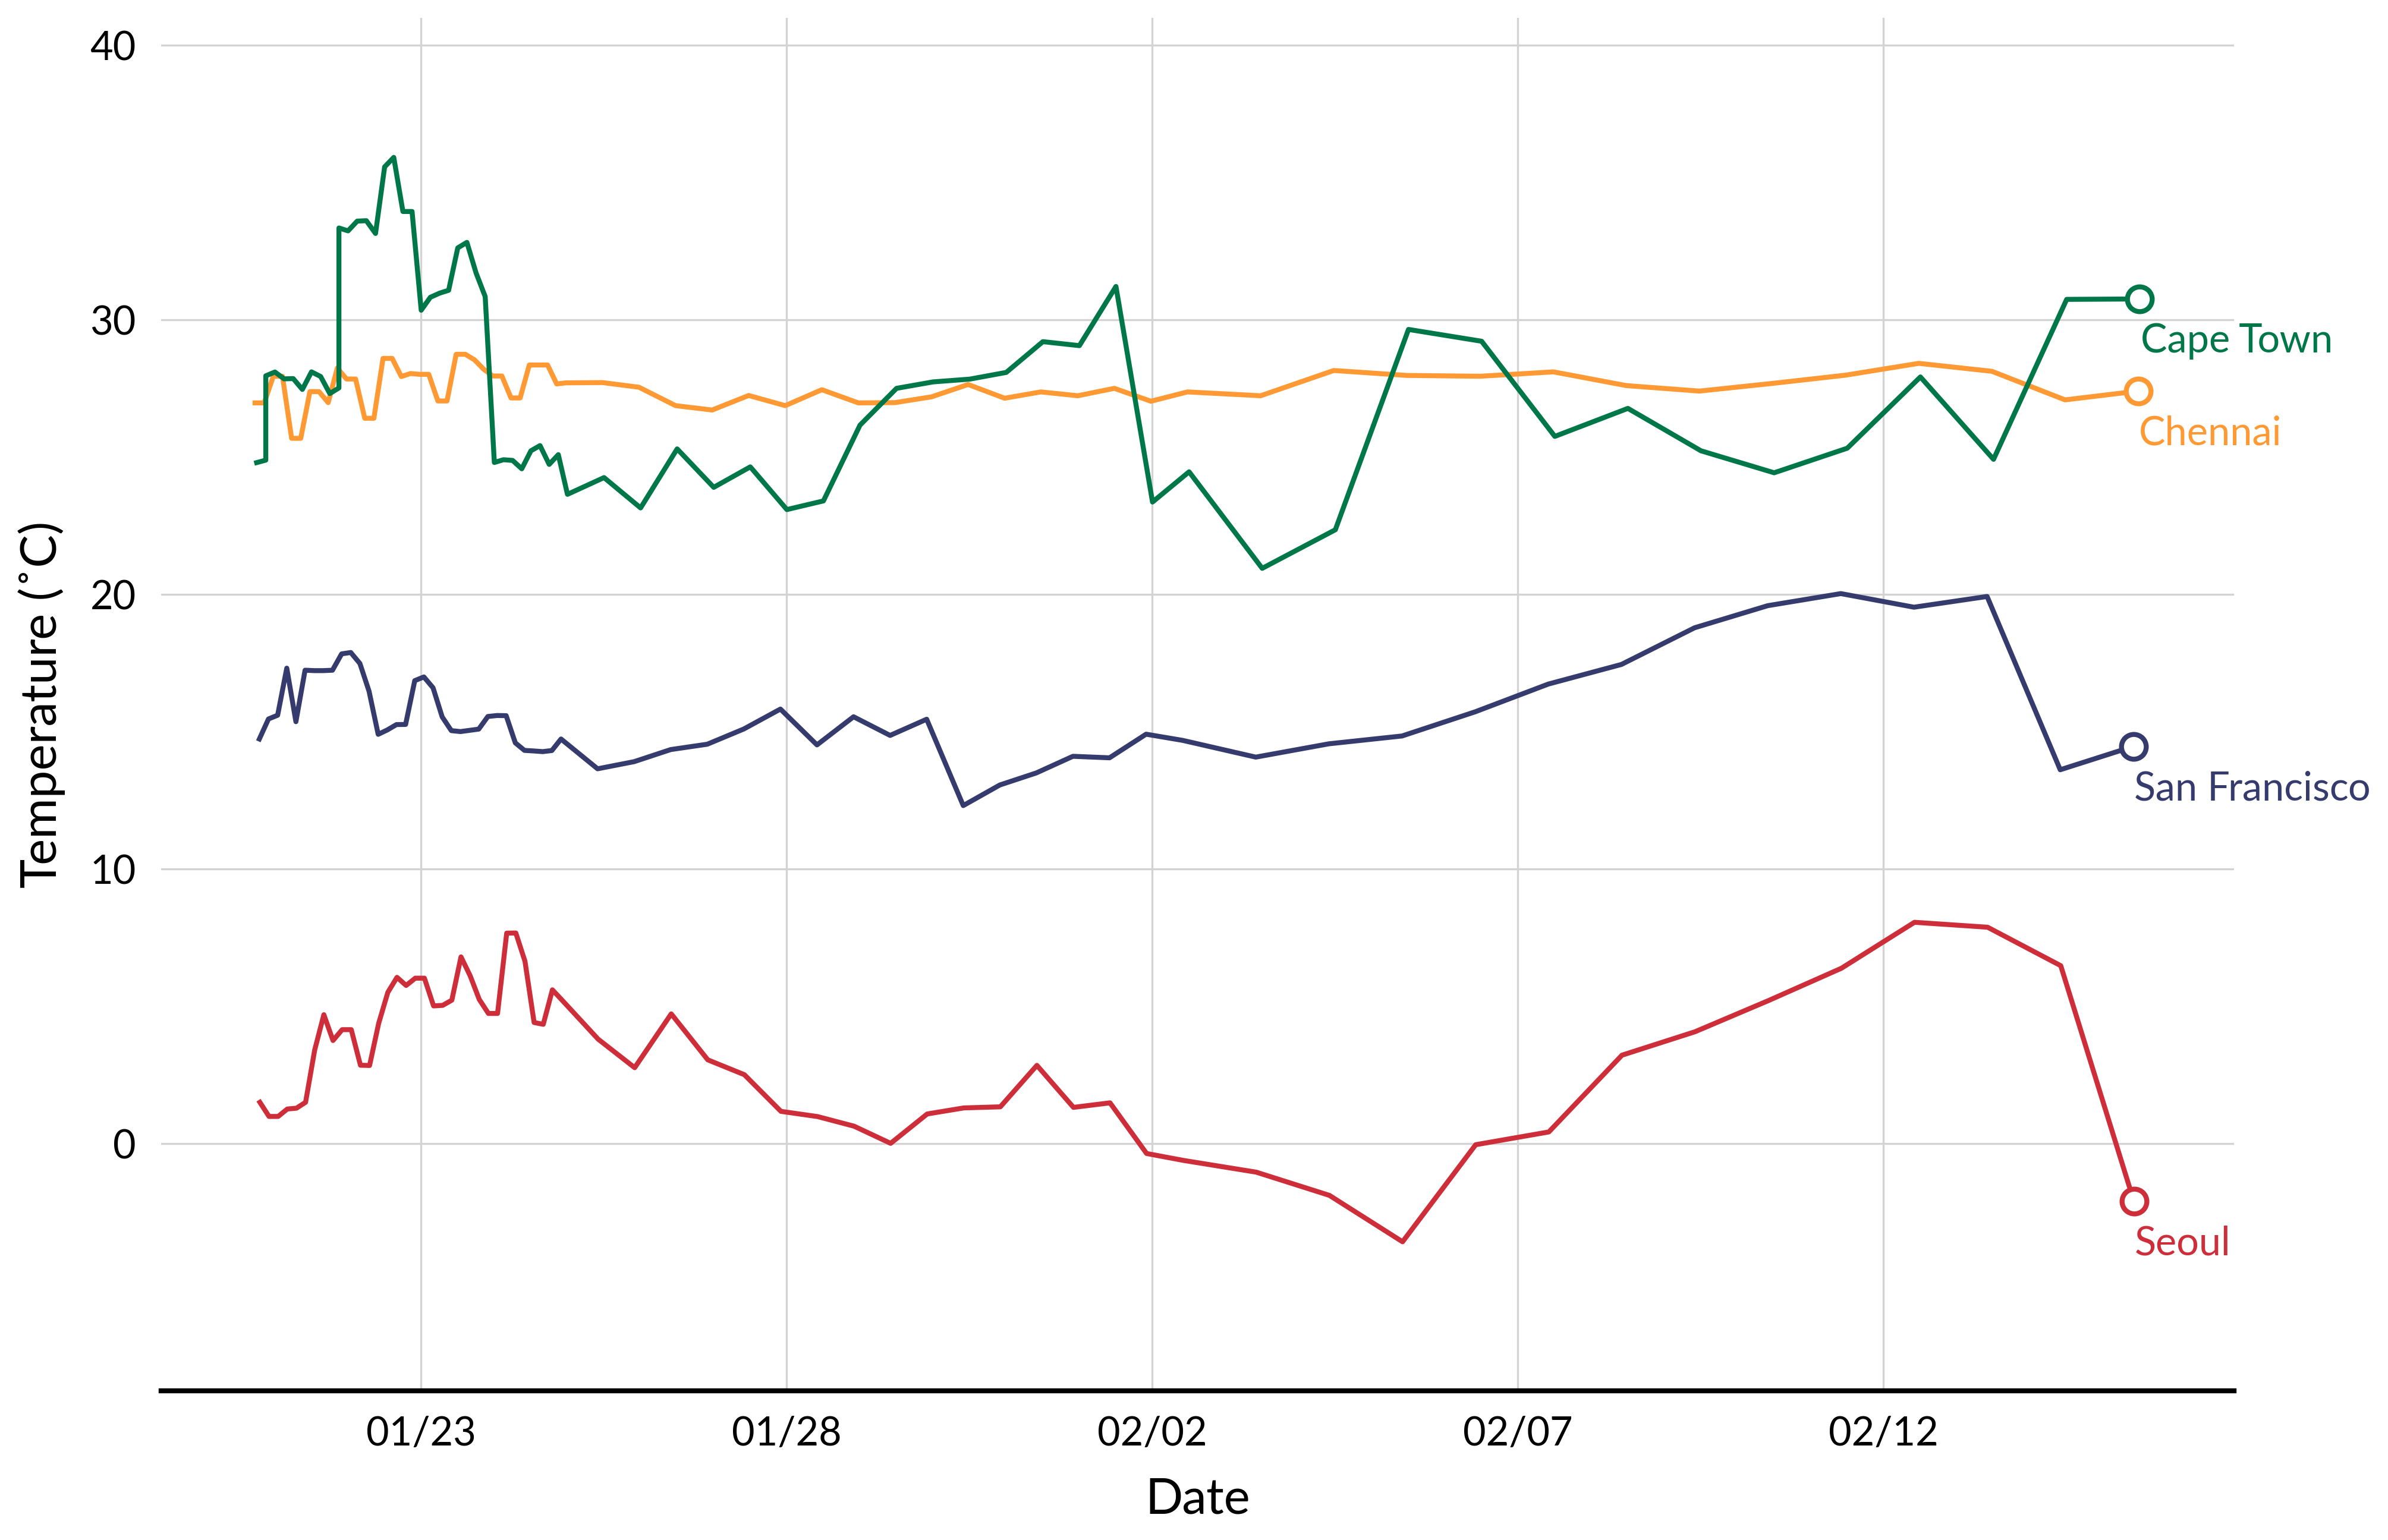 40
30
20
10
0
Temperature (°C)
Cape Town
Chennai
San Francisco
Seoul
01/23
01/28
02/02
02/07
02/12
Date